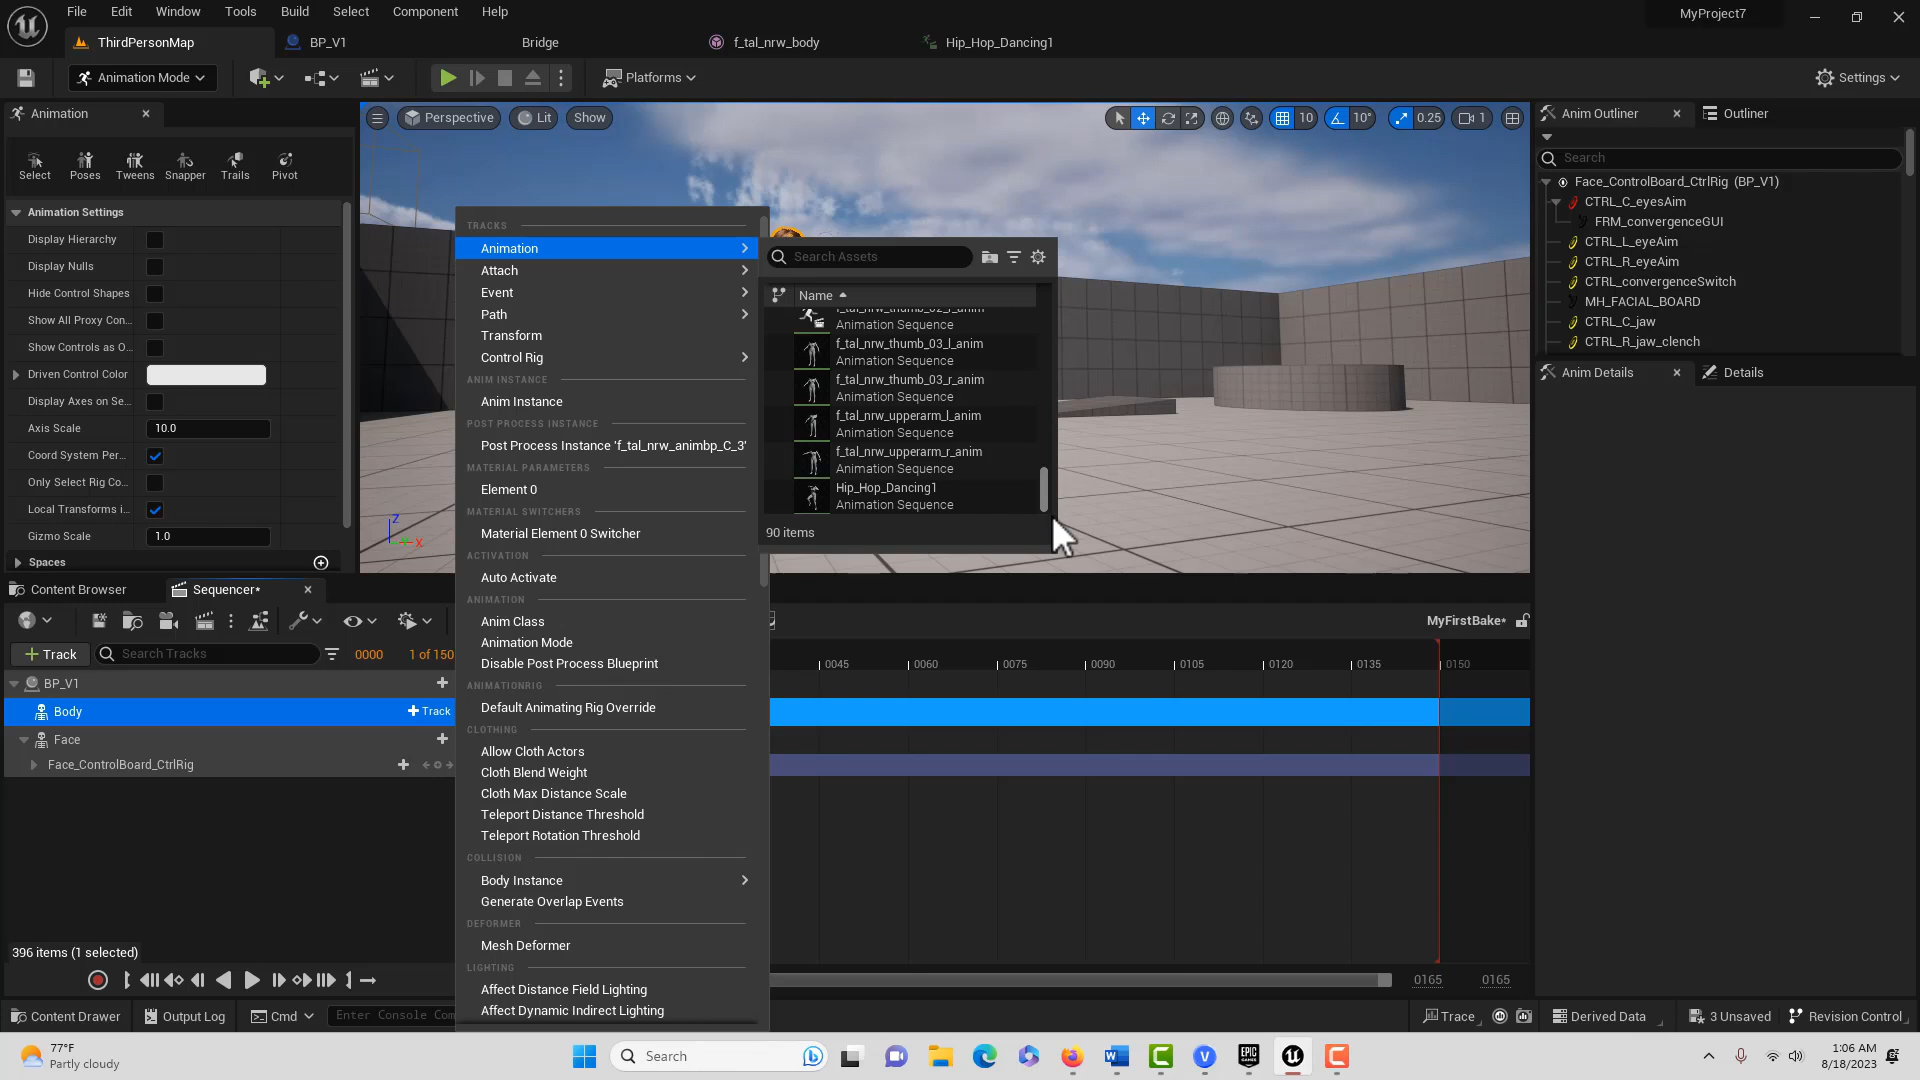 File Edit Window Tools Build Select Component Help
MyProject7
ThirdPersonMap
BP_V1
Bridge
f_tal_nrw_body
Hip_Hop_Dancing1
Animation Mode
Platforms
Settings
Animation
Select Poses Tweens Snapper Trails Pivot
Animation Settings
Display Hierarchy
Display Nulls
Hide Control Shapes
Show All Proxy Con...
Show Controls as O...
Driven Control Color
Display Axes on Se...
Axis Scale 10.0
Coord System Per...
Only Select Rig Co...
Local Transforms i...
Gizmo Scale 1.0
Spaces
Perspective Lit Show
10 10° 0.25 1
Z
X
TRACKS
Animation
Attach
Event
Path
Transform
Control Rig
ANIM INSTANCE
Anim Instance
POST PROCESS INSTANCE
Post Process Instance 'f_tal_nrw_animbp_C_3'
MATERIAL PARAMETERS
Element 0
MATERIAL SWITCHERS
Material Element 0 Switcher
ACTIVATION
Auto Activate
ANIMATION
Anim Class
Animation Mode
Disable Post Process Blueprint
ANIMATIONRIG
Default Animating Rig Override
CLOTHING
Allow Cloth Actors
Cloth Blend Weight
Cloth Max Distance Scale
Teleport Distance Threshold
Teleport Rotation Threshold
COLLISION
Body Instance
Generate Overlap Events
DEFORMER
Mesh Deformer
LIGHTING
Affect Distance Field Lighting
Affect Dynamic Indirect Lighting
Search Assets
Name
Animation Sequence
f_tal_nrw_thumb_03_l_anim
Animation Sequence
f_tal_nrw_thumb_03_r_anim
Animation Sequence
f_tal_nrw_upperarm_l_anim
Animation Sequence
f_tal_nrw_upperarm_r_anim
Animation Sequence
Hip_Hop_Dancing1
Animation Sequence
90 items
Anim Outliner
Outliner
Search
Face_ControlBoard_CtrlRig (BP_V1)
CTRL_C_eyesAim
FRM_convergenceGUI
CTRL_L_eyeAim
CTRL_R_eyeAim
CTRL_convergenceSwitch
MH_FACIAL_BOARD
CTRL_C_jaw
CTRL_R_jaw_clench
Anim Details
Details
Content Browser
Sequencer*
MyFirstBake*
Track
Search Tracks
0000
1 of 150
BP_V1
Body
Track
Face
Face_ControlBoard_CtrlRig
0045 0060 0075 0090 0105 0120 0135 0150
396 items (1 selected)
0165 0165
Content Drawer
Output Log
Cmd
Enter Console Com
Trace
Derived Data
3 Unsaved
Revision Control
77°F
Partly cloudy
Search
1:06 AM
8/18/2023